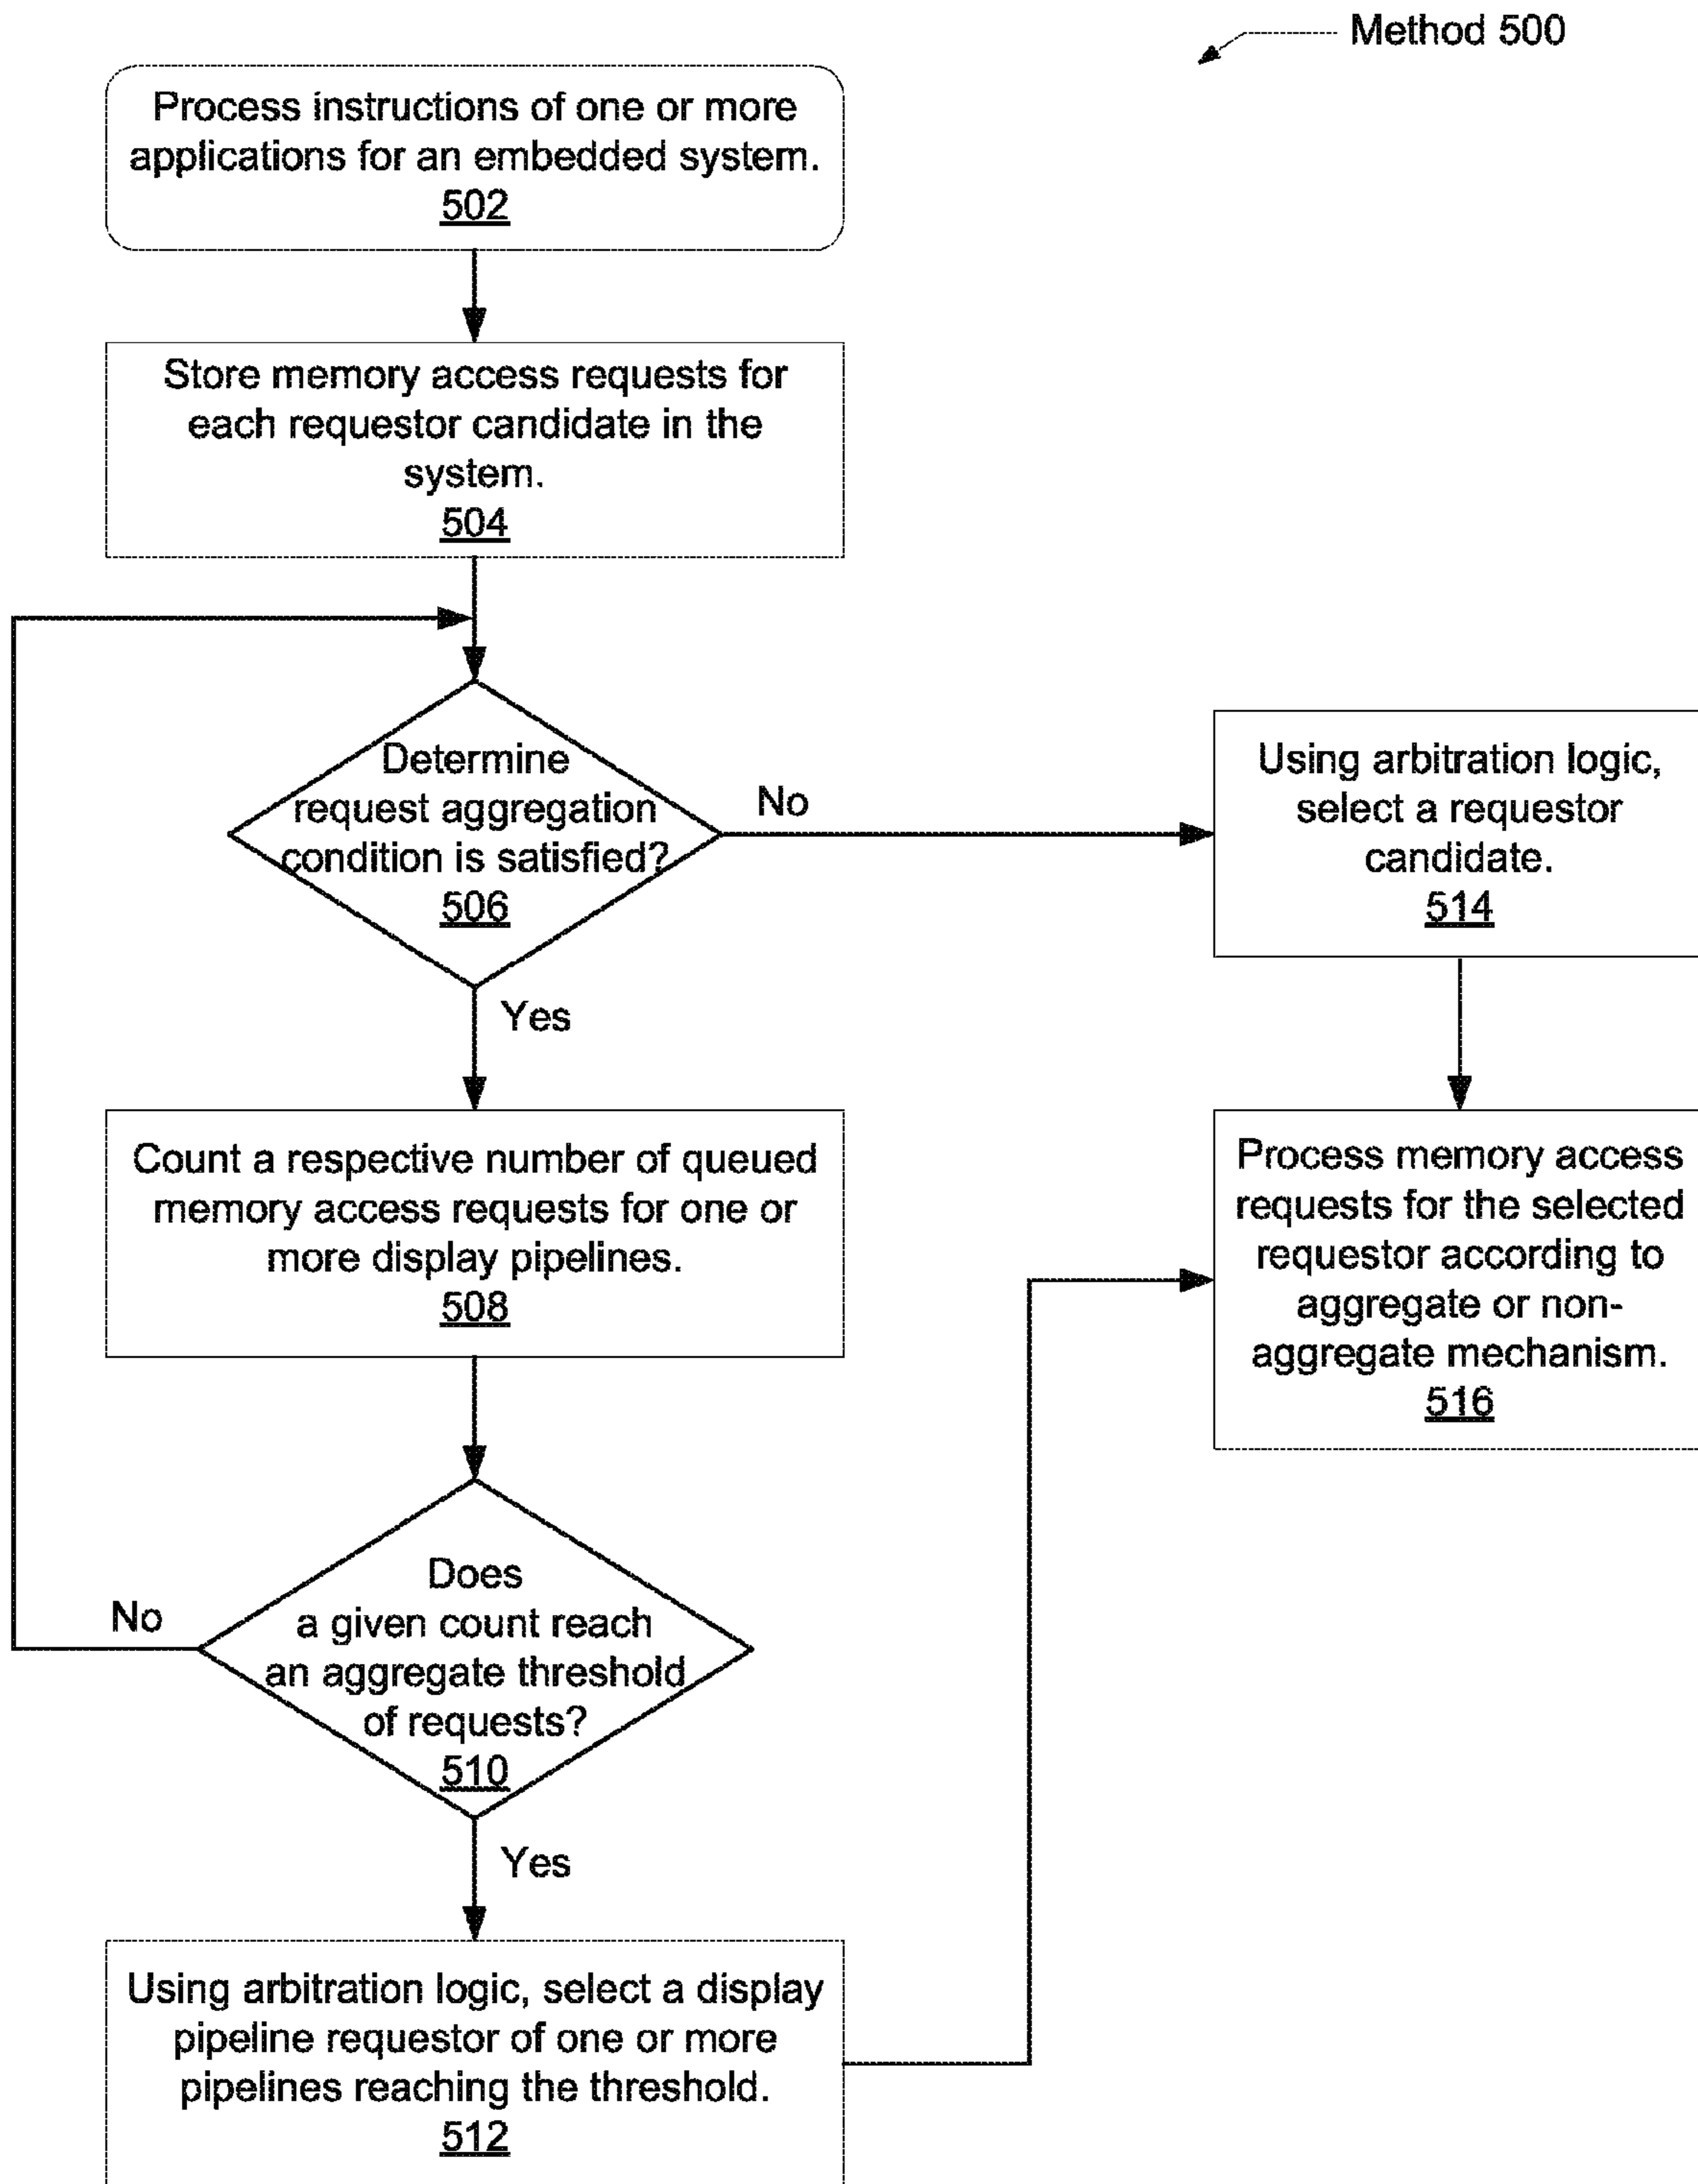 Method 500
Process instructions of one or more
applications for an embedded system.
502
Store memory access requests for
each requestor candidate in the
system.
504
Determine
request aggregation
condition is satisfied?
506
No
Using arbitration logic,
select a requestor
candidate.
514
Yes
Count a respective number of queued
memory access requests for one or
more display pipelines.
508
Process memory access
requests for the selected
requestor according to
aggregate or non-
aggregate mechanism.
516
Does
a given count reach
an aggregate threshold
of requests?
510
No
Yes
Using arbitration logic, select a display
pipeline requestor of one or more
pipelines reaching the threshold.
512